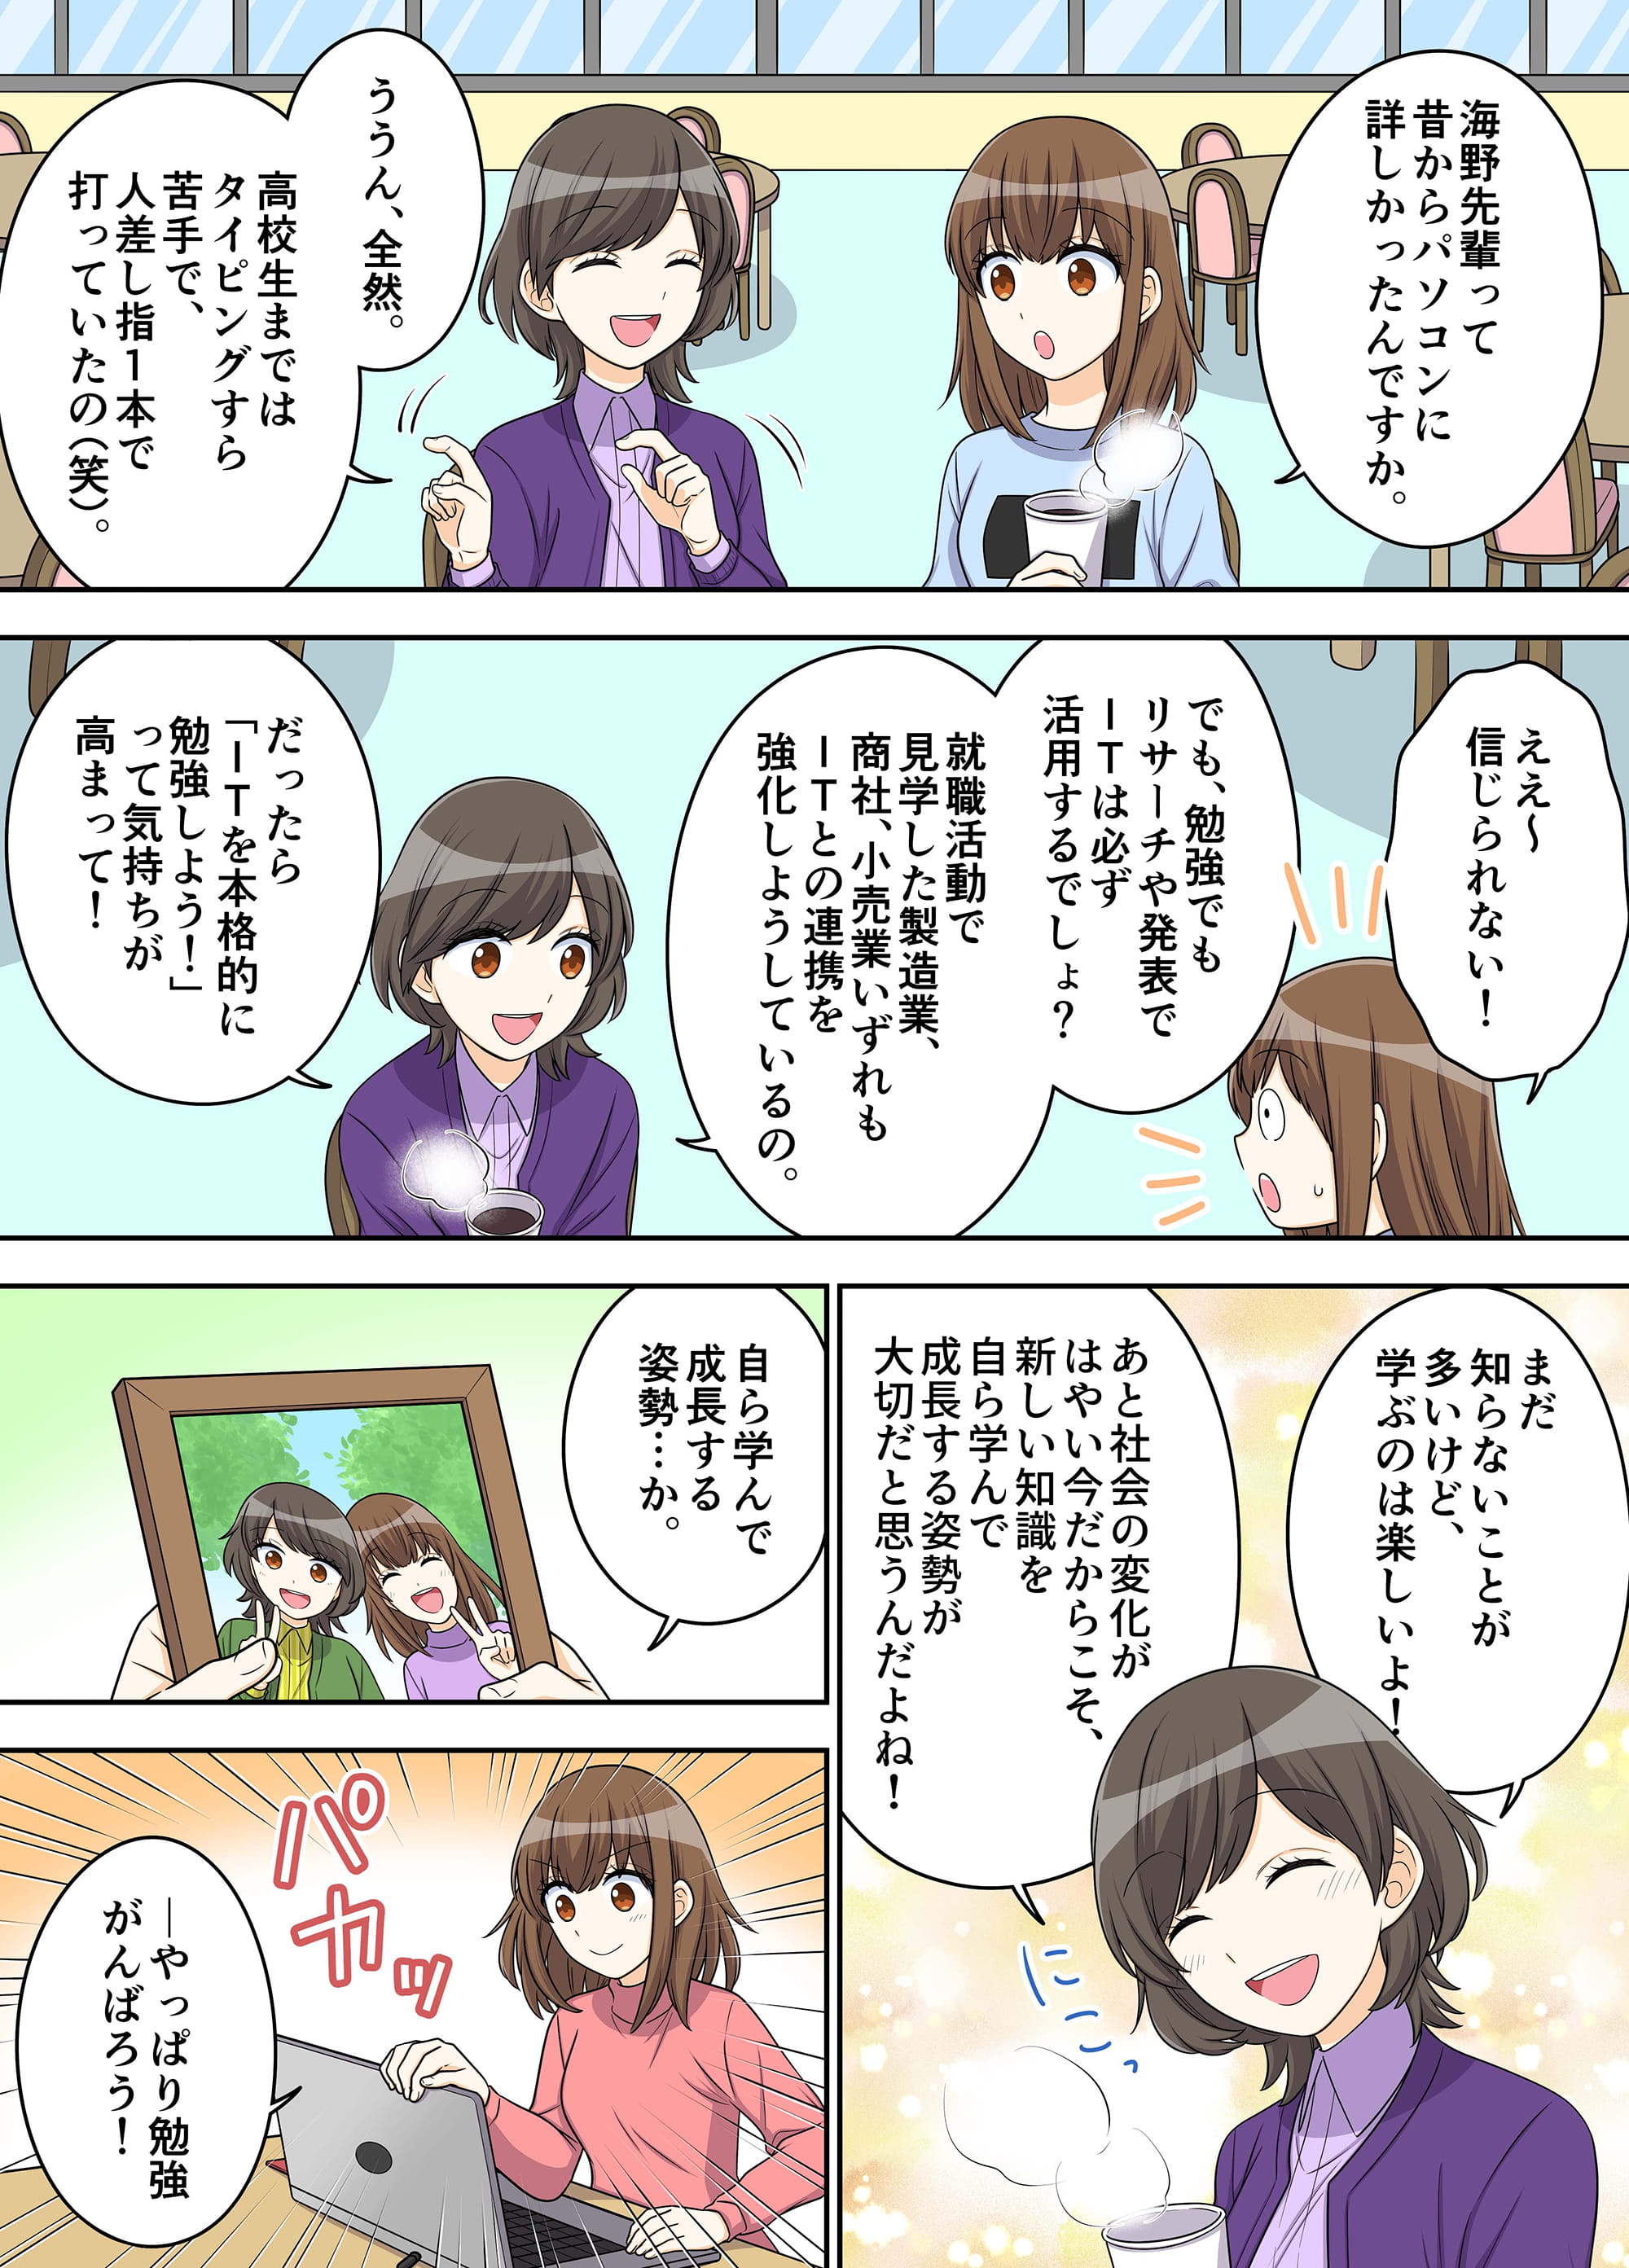 海野先輩って
昔からパソコンに
詳しかったんですか。
ううん、全然。
高校生までは
タイピングすら
苦手で、
人差し指1本で
打っていたの(笑)。
ええ〜
信じられない!
でも、勉強でも
リサーチや発表で
ITは必ず
活用するでしょ?
就職活動で
見学した製造業、
商社、小売業いずれも
ITとの連携を
強化しようしているの。
だったら
「ITを本格的に
勉強しよう!」
って気持ちが
高まって!
まだ
知らないことが
多いけど、
学ぶのは楽しいよ!
あと社会の変化が
はやい今だからこそ、
新しい知識を
自ら学んで
成長する姿勢が
大切だと思うんだよね!
にこっ
自ら学んで
成長する
姿勢…か。
パカッ
―やっぱり勉強
がんばろう!